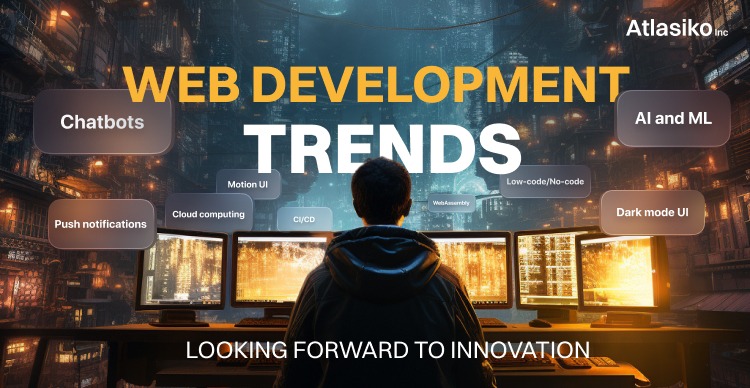 Atlasiko Inc
WEB DEVELOPMENT
TRENDS
Chatbots
AI and ML
Motion UI
Low-code/No-code
Push notifications
Cloud computing
CI/CD
WebAssembly
Dark mode UI
LOOKING FORWARD TO INNOVATION